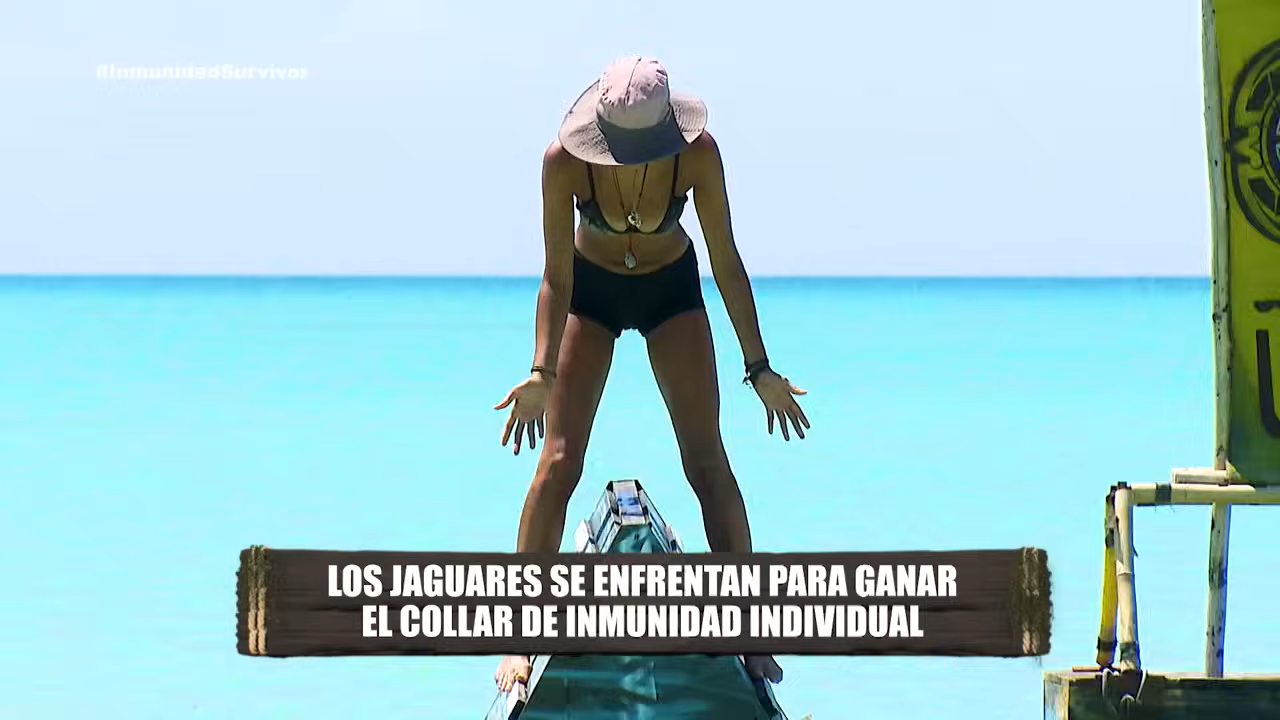 #InmunidadSurvivor
LOS JAGUARES SE ENFRENTAN PARA GANAR
EL COLLAR DE INMUNIDAD INDIVIDUAL